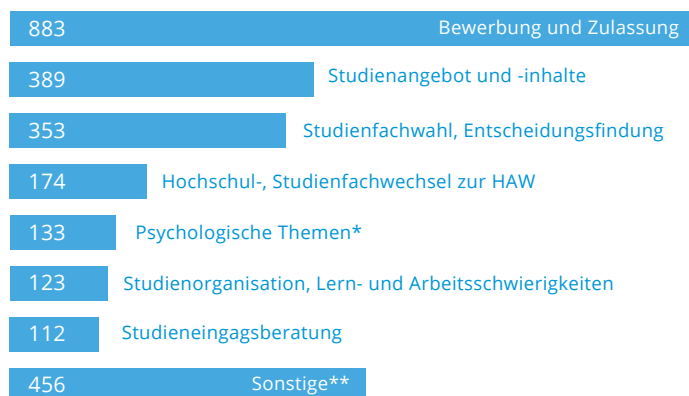 883 Bewerbung und Zulassung
389 Studienangebot und -inhalte
353 Studienfachwahl, Entscheidungsfindung
174 Hochschul-, Studienfachwechsel zur HAW
133 Psychologische Themen*
123 Studienorganisation, Lern- und Arbeitsschwierigkeiten
112 Studieneingagsberatung
456 Sonstige**